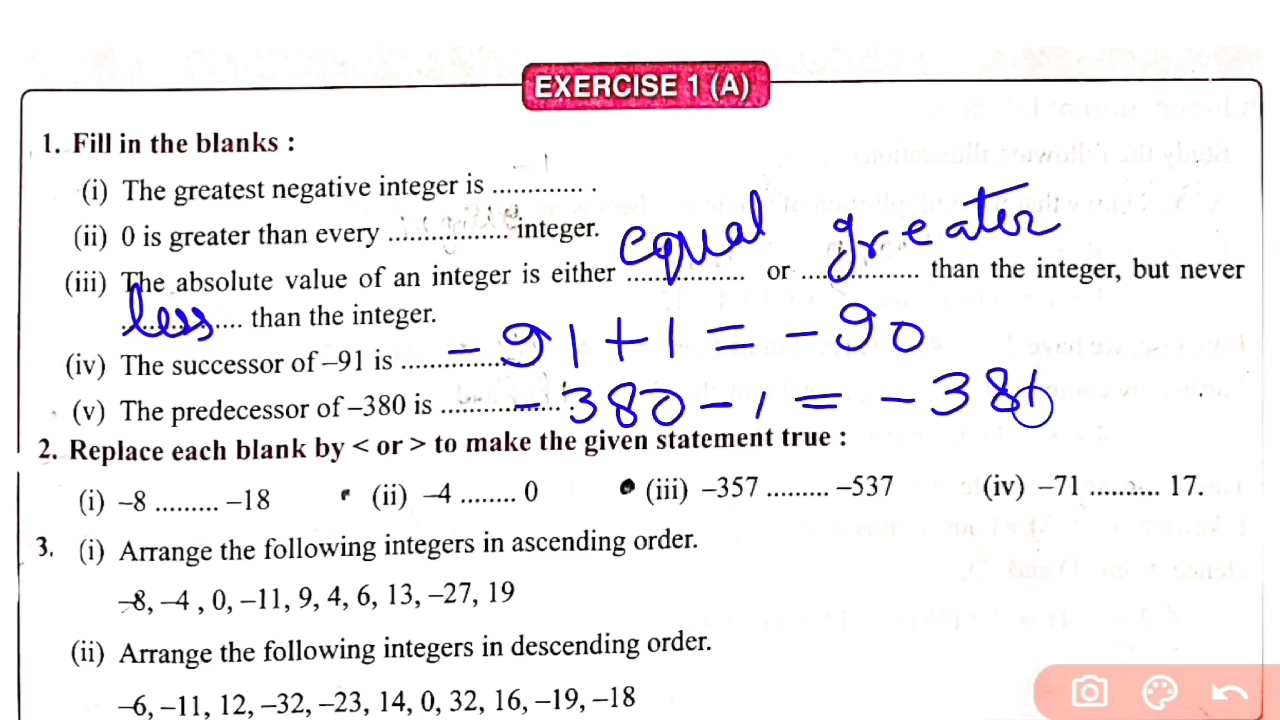 EXERCISE 1 (A)
1. Fill in the blanks :
(i) The greatest negative integer is ............. . -1
(ii) 0 is greater than every ................. integer.
(iii) The absolute value of an integer is either equal or greater than the integer, but never
less than the integer.
(iv) The successor of –91 is ............... -91+1 = -90
(v) The predecessor of –380 is ............... -380-1 = -381
2. Replace each blank by < or > to make the given statement true :
(i) –8 ......... –18 (ii) –4 ........ 0 (iii) –357 ......... –537 (iv) –71 .......... 17.
3. (i) Arrange the following integers in ascending order.
–8, –4 , 0, –11, 9, 4, 6, 13, –27, 19
(ii) Arrange the following integers in descending order.
–6, –11, 12, –32, –23, 14, 0, 32, 16, –19, –18